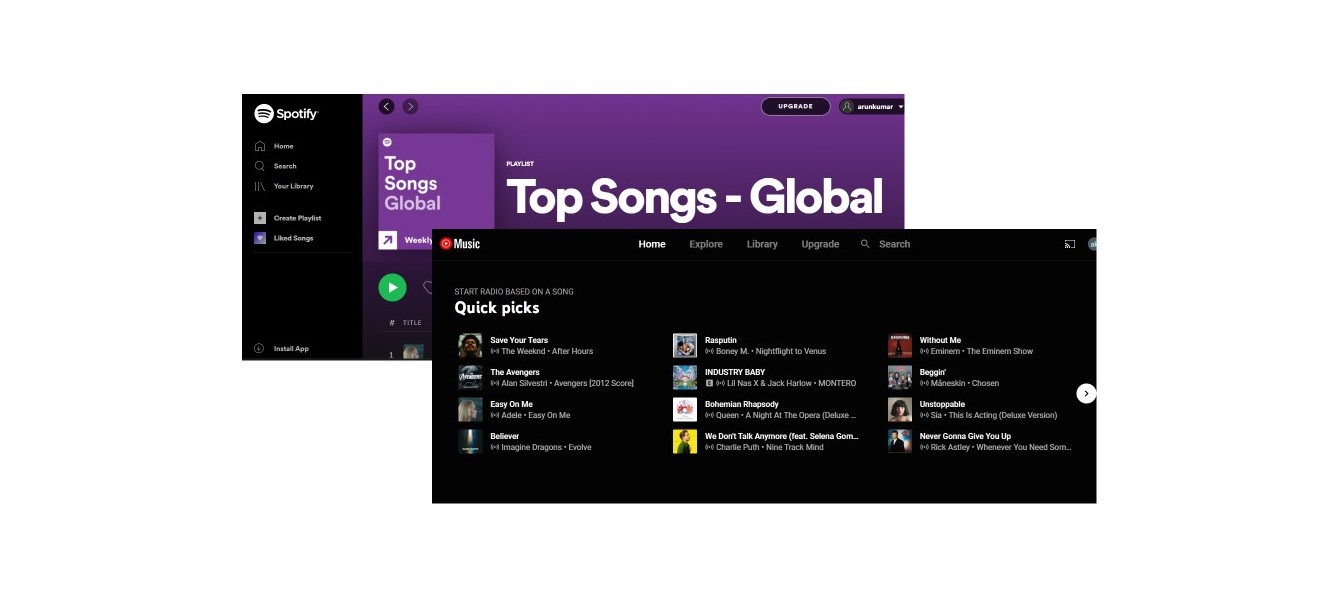 Spotify
Home
Search
Your Library
Create Playlist
Liked Songs
Install App
UPGRADE
arunkumar
Top
Songs
Global
Weekly
PLAYLIST
Top Songs - Global
# TITLE
1
Music
Home Explore Library Upgrade Search
START RADIO BASED ON A SONG
Quick picks
Save Your Tears
The Weeknd • After Hours
The Avengers
Alan Silvestri • Avengers [2012 Score]
Easy On Me
Adele • Easy On Me
Believer
Imagine Dragons • Evolve
Rasputin
Boney M. • Nightflight to Venus
INDUSTRY BABY
E Lil Nas X & Jack Harlow • MONTERO
Bohemian Rhapsody
Queen • A Night At The Opera (Deluxe ...
We Don't Talk Anymore (feat. Selena Gom...
Charlie Puth • Nine Track Mind
Without Me
Eminem • The Eminem Show
Beggin'
Måneskin • Chosen
Unstoppable
Sia • This Is Acting (Deluxe Version)
Never Gonna Give You Up
Rick Astley • Whenever You Need Som...